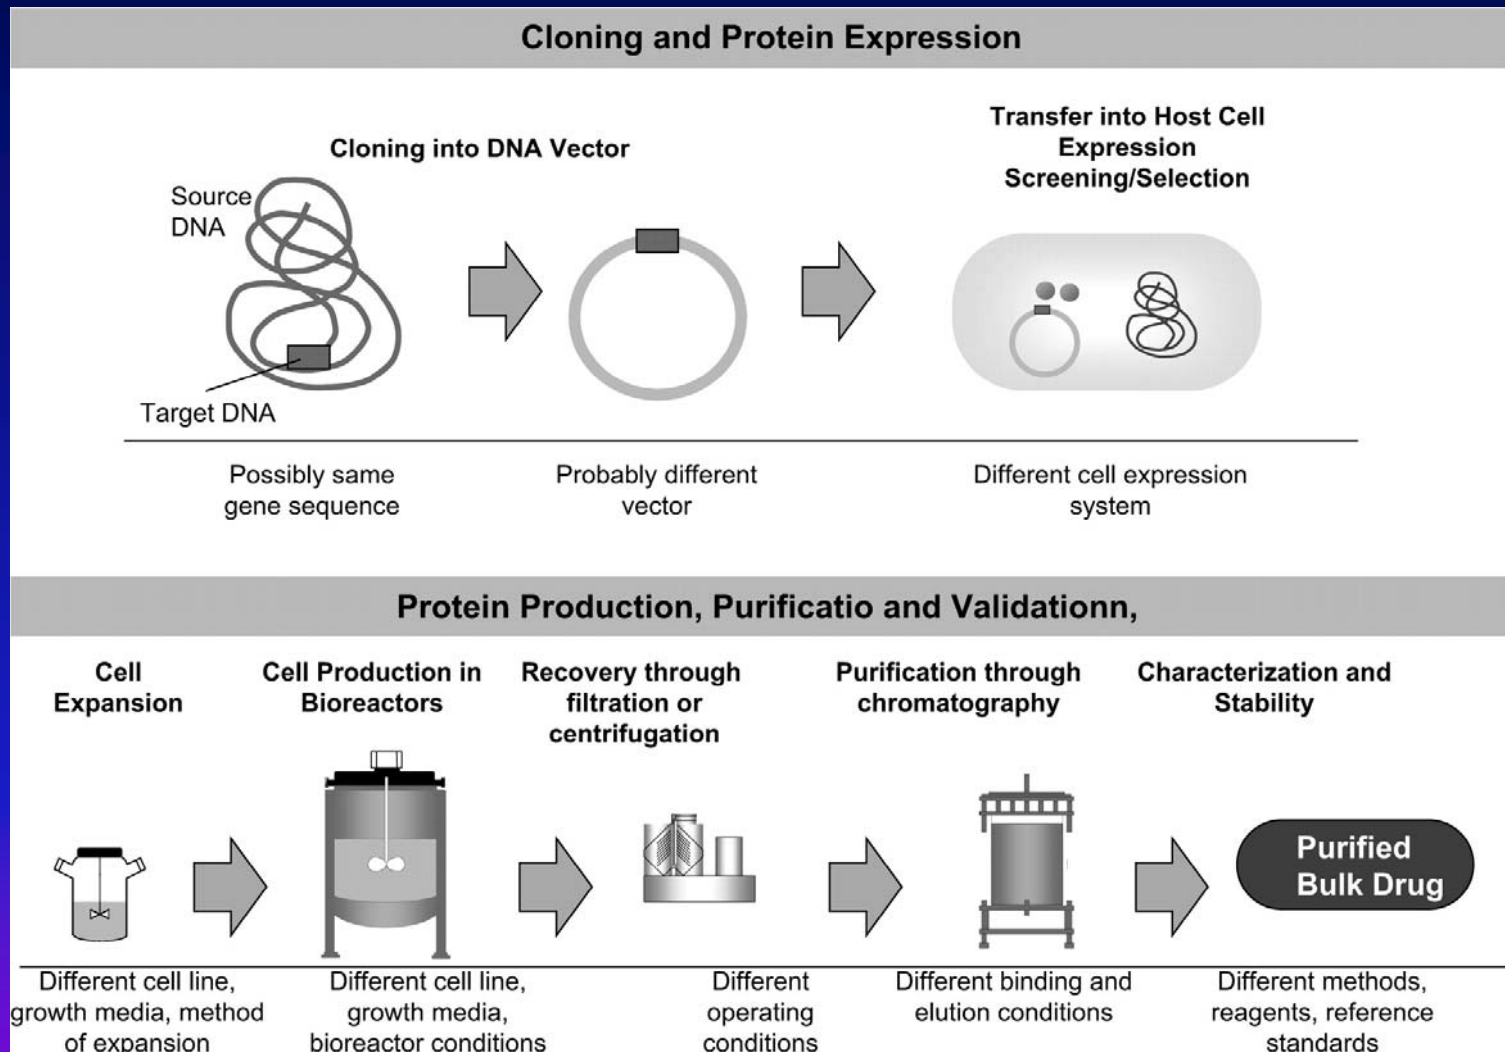 Cloning and Protein Expression
Cloning into DNA Vector
Transfer into Host Cell
Expression
Screening/Selection
Source
DNA
Target DNA
Possibly same
gene sequence
Probably different
vector
Different cell expression
system
Protein Production, Purificatio and Validationn,
Cell
Expansion
Cell Production in
Bioreactors
Recovery through
filtration or
centrifugation
Purification through
chromatography
Characterization and
Stability
Purified
Bulk Drug
Different cell line,
growth media, method
of expansion
Different cell line,
growth media,
bioreactor conditions
Different
operating
conditions
Different binding and
elution conditions
Different methods,
reagents, reference
standards